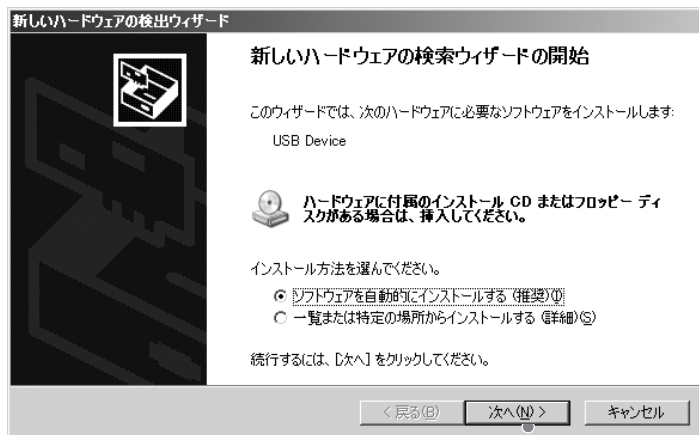 新しいハードウェアの検出ウィザード
新しいハードウェアの検索ウィザードの開始
このウィザードでは、次のハードウェアに必要なソフトウェアをインストールします:
USB Device
ハードウェアに付属のインストール CD またはフロッピー ディ
スクがある場合は、挿入してください。
インストール方法を選んでください。
ソフトウェアを自動的にインストールする (推奨)(I)
一覧または特定の場所からインストールする (詳細)(S)
続行するには、[次へ] をクリックしてください。
< 戻る(B) 次へ(N) > キャンセル